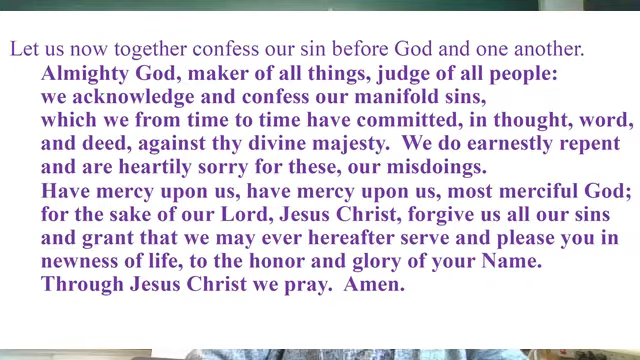 Let us now together confess our sin before God and one another.
Almighty God, maker of all things, judge of all people:
we acknowledge and confess our manifold sins,
which we from time to time have committed, in thought, word,
and deed, against thy divine majesty.  We do earnestly repent
and are heartily sorry for these, our misdoings.
Have mercy upon us, have mercy upon us, most merciful God;
for the sake of our Lord, Jesus Christ, forgive us all our sins
and grant that we may ever hereafter serve and please you in
newness of life, to the honor and glory of your Name.
Through Jesus Christ we pray.  Amen.